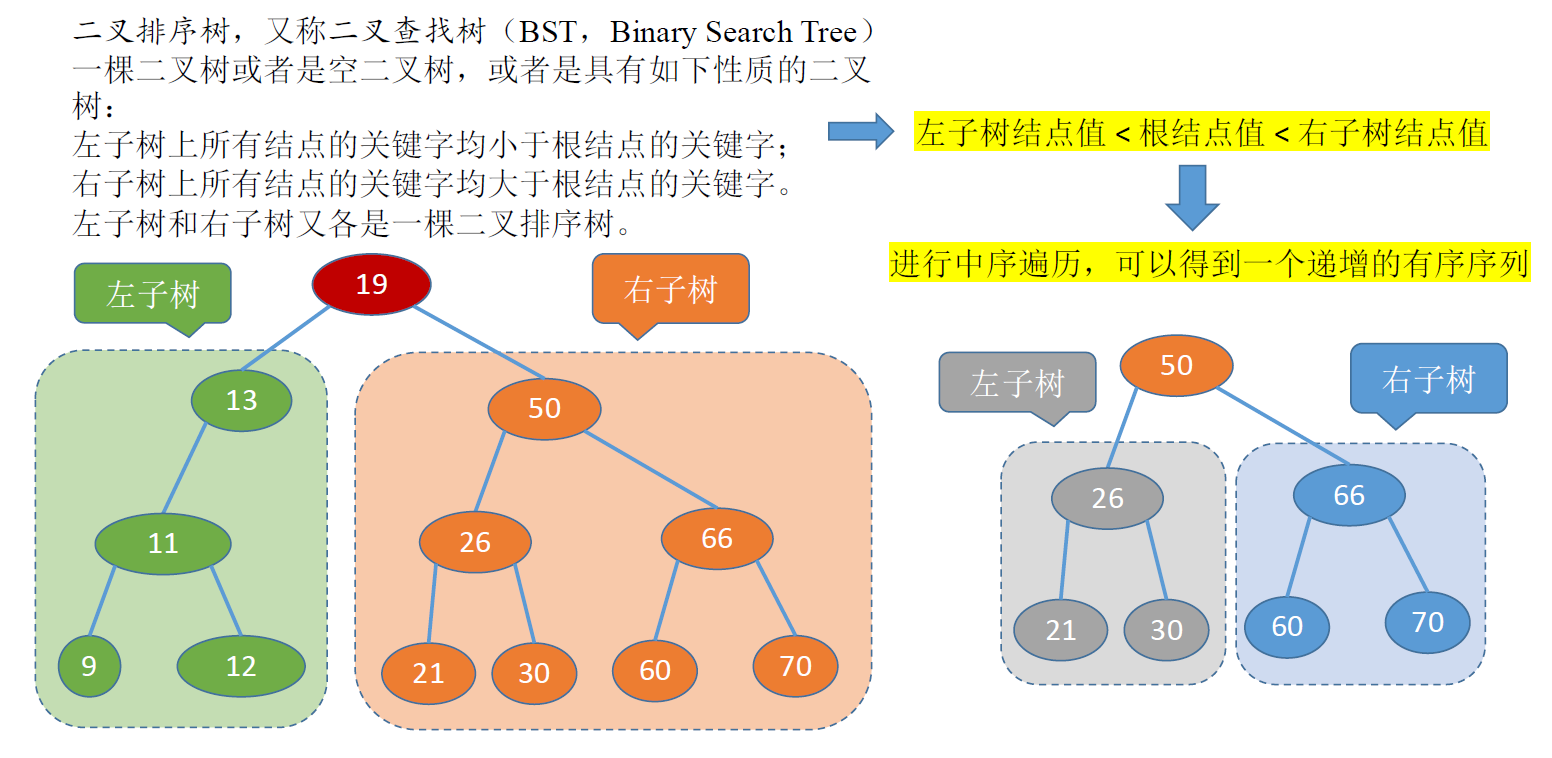 二叉排序树，又称二叉查找树（BST，Binary Search Tree）
一棵二叉树或者是空二叉树，或者是具有如下性质的二叉
树：
左子树上所有结点的关键字均小于根结点的关键字；
右子树上所有结点的关键字均大于根结点的关键字。
左子树和右子树又各是一棵二叉排序树。
左子树结点值 < 根结点值 < 右子树结点值
进行中序遍历，可以得到一个递增的有序序列
左子树
19
右子树
13
50
11
26
66
9
12
21
30
60
70
左子树
50
右子树
26
66
21
30
60
70